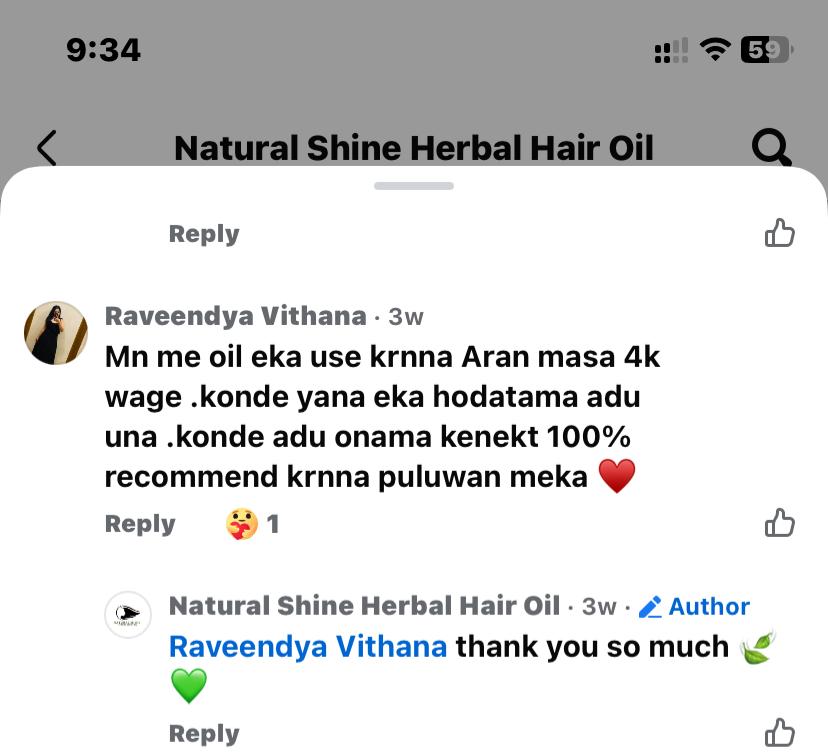 9:34
59
Natural Shine Herbal Hair Oil
Reply
Raveendya Vithana · 3w
Mn me oil eka use krnna Aran masa 4k
wage .konde yana eka hodatama adu
una .konde adu onama kenekt 100%
recommend krnna puluwan meka ♥️
Reply 🥰 1
Natural Shine Herbal Hair Oil · 3w · Author
Raveendya Vithana thank you so much 🍃
💚
Reply